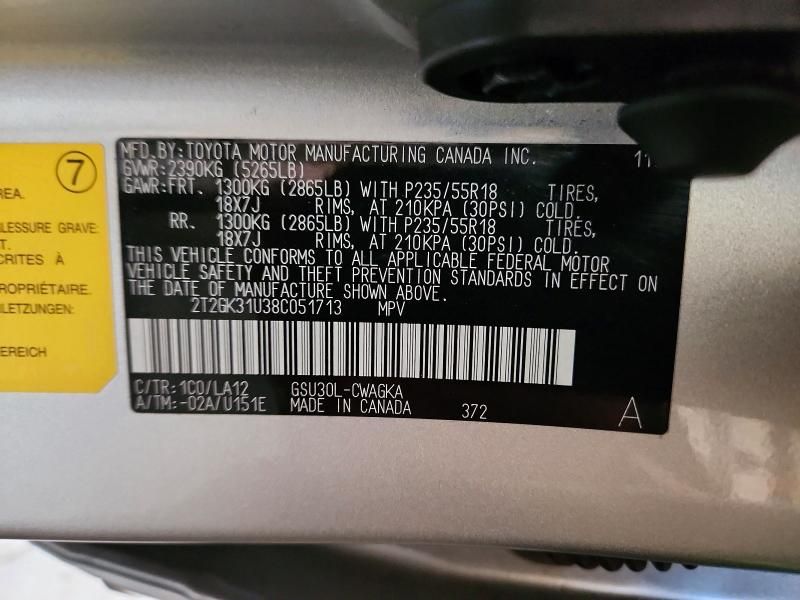 7
REA.
ALESSURE GRAVE:
T.
CRITES À
PROPRIÉTAIRE.
LETZUNGEN:
BEREICH
MFD.BY:TOYOTA MOTOR MANUFACTURING CANADA INC. 11
GVWR:2390KG (5265LB)
GAWR:FRT. 1300KG (2865LB) WITH P235/55R18 TIRES,
18X7J RIMS, AT 210KPA (30PSI) COLD.
RR. 1300KG (2865LB) WITH P235/55R18 TIRES,
18X7J RIMS, AT 210KPA (30PSI) COLD.
THIS VEHICLE CONFORMS TO ALL APPLICABLE FEDERAL MOTOR
VEHICLE SAFETY AND THEFT PREVENTION STANDARDS IN EFFECT ON
THE DATE OF MANUFACTURE SHOWN ABOVE.
2T2GK31U38C051713 MPV
C/TR:1C0/LA12 GSU30L-CWAGKA
A/TM:-02A/U151E MADE IN CANADA 372 A